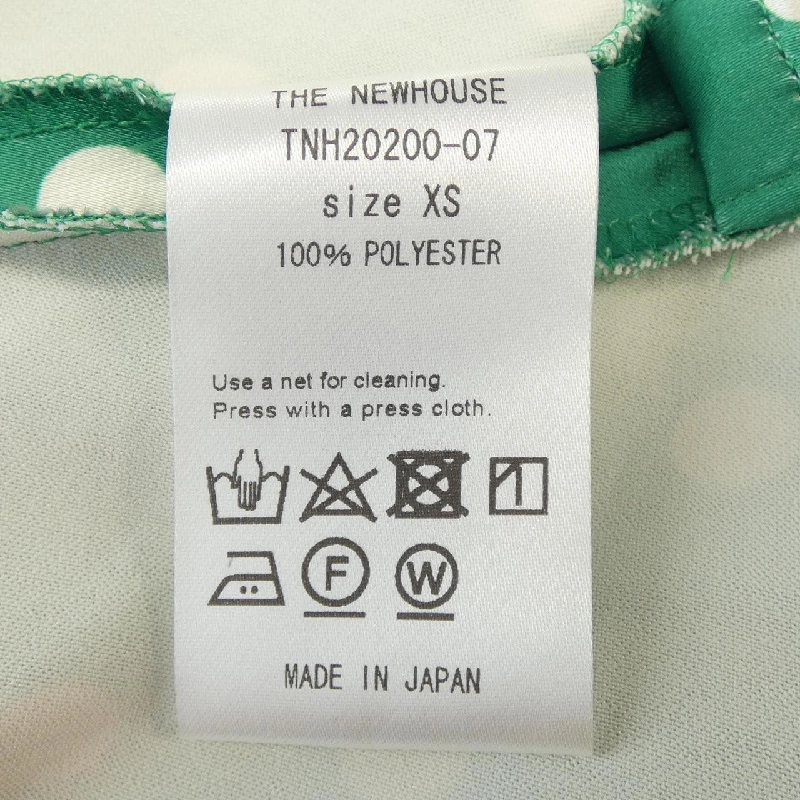 THE NEWHOUSE
TNH20200-07
size XS
100% POLYESTER
Use a net for cleaning.
Press with a press cloth.
F W
MADE IN JAPAN